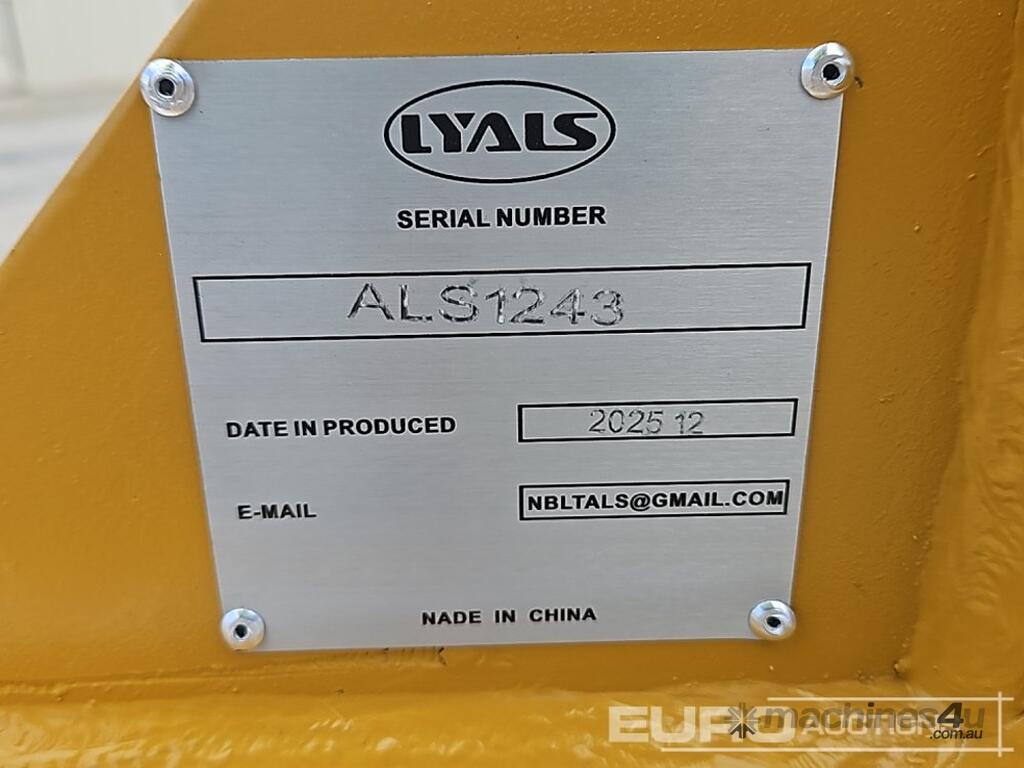 LYALS
SERIAL NUMBER
ALS1243
DATE IN PRODUCED 2025 12
E-MAIL NBLTALS@GMAIL.COM
NADE IN CHINA
EURO AUCTIONS
machines4u
.com.au